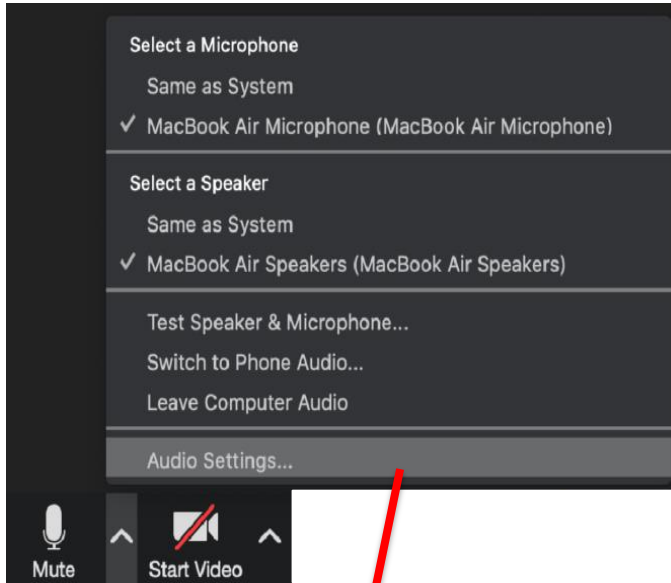 Select a Microphone
Same as System
✓ MacBook Air Microphone (MacBook Air Microphone)
Select a Speaker
Same as System
✓ MacBook Air Speakers (MacBook Air Speakers)
Test Speaker & Microphone...
Switch to Phone Audio...
Leave Computer Audio
Audio Settings...
Mute Start Video